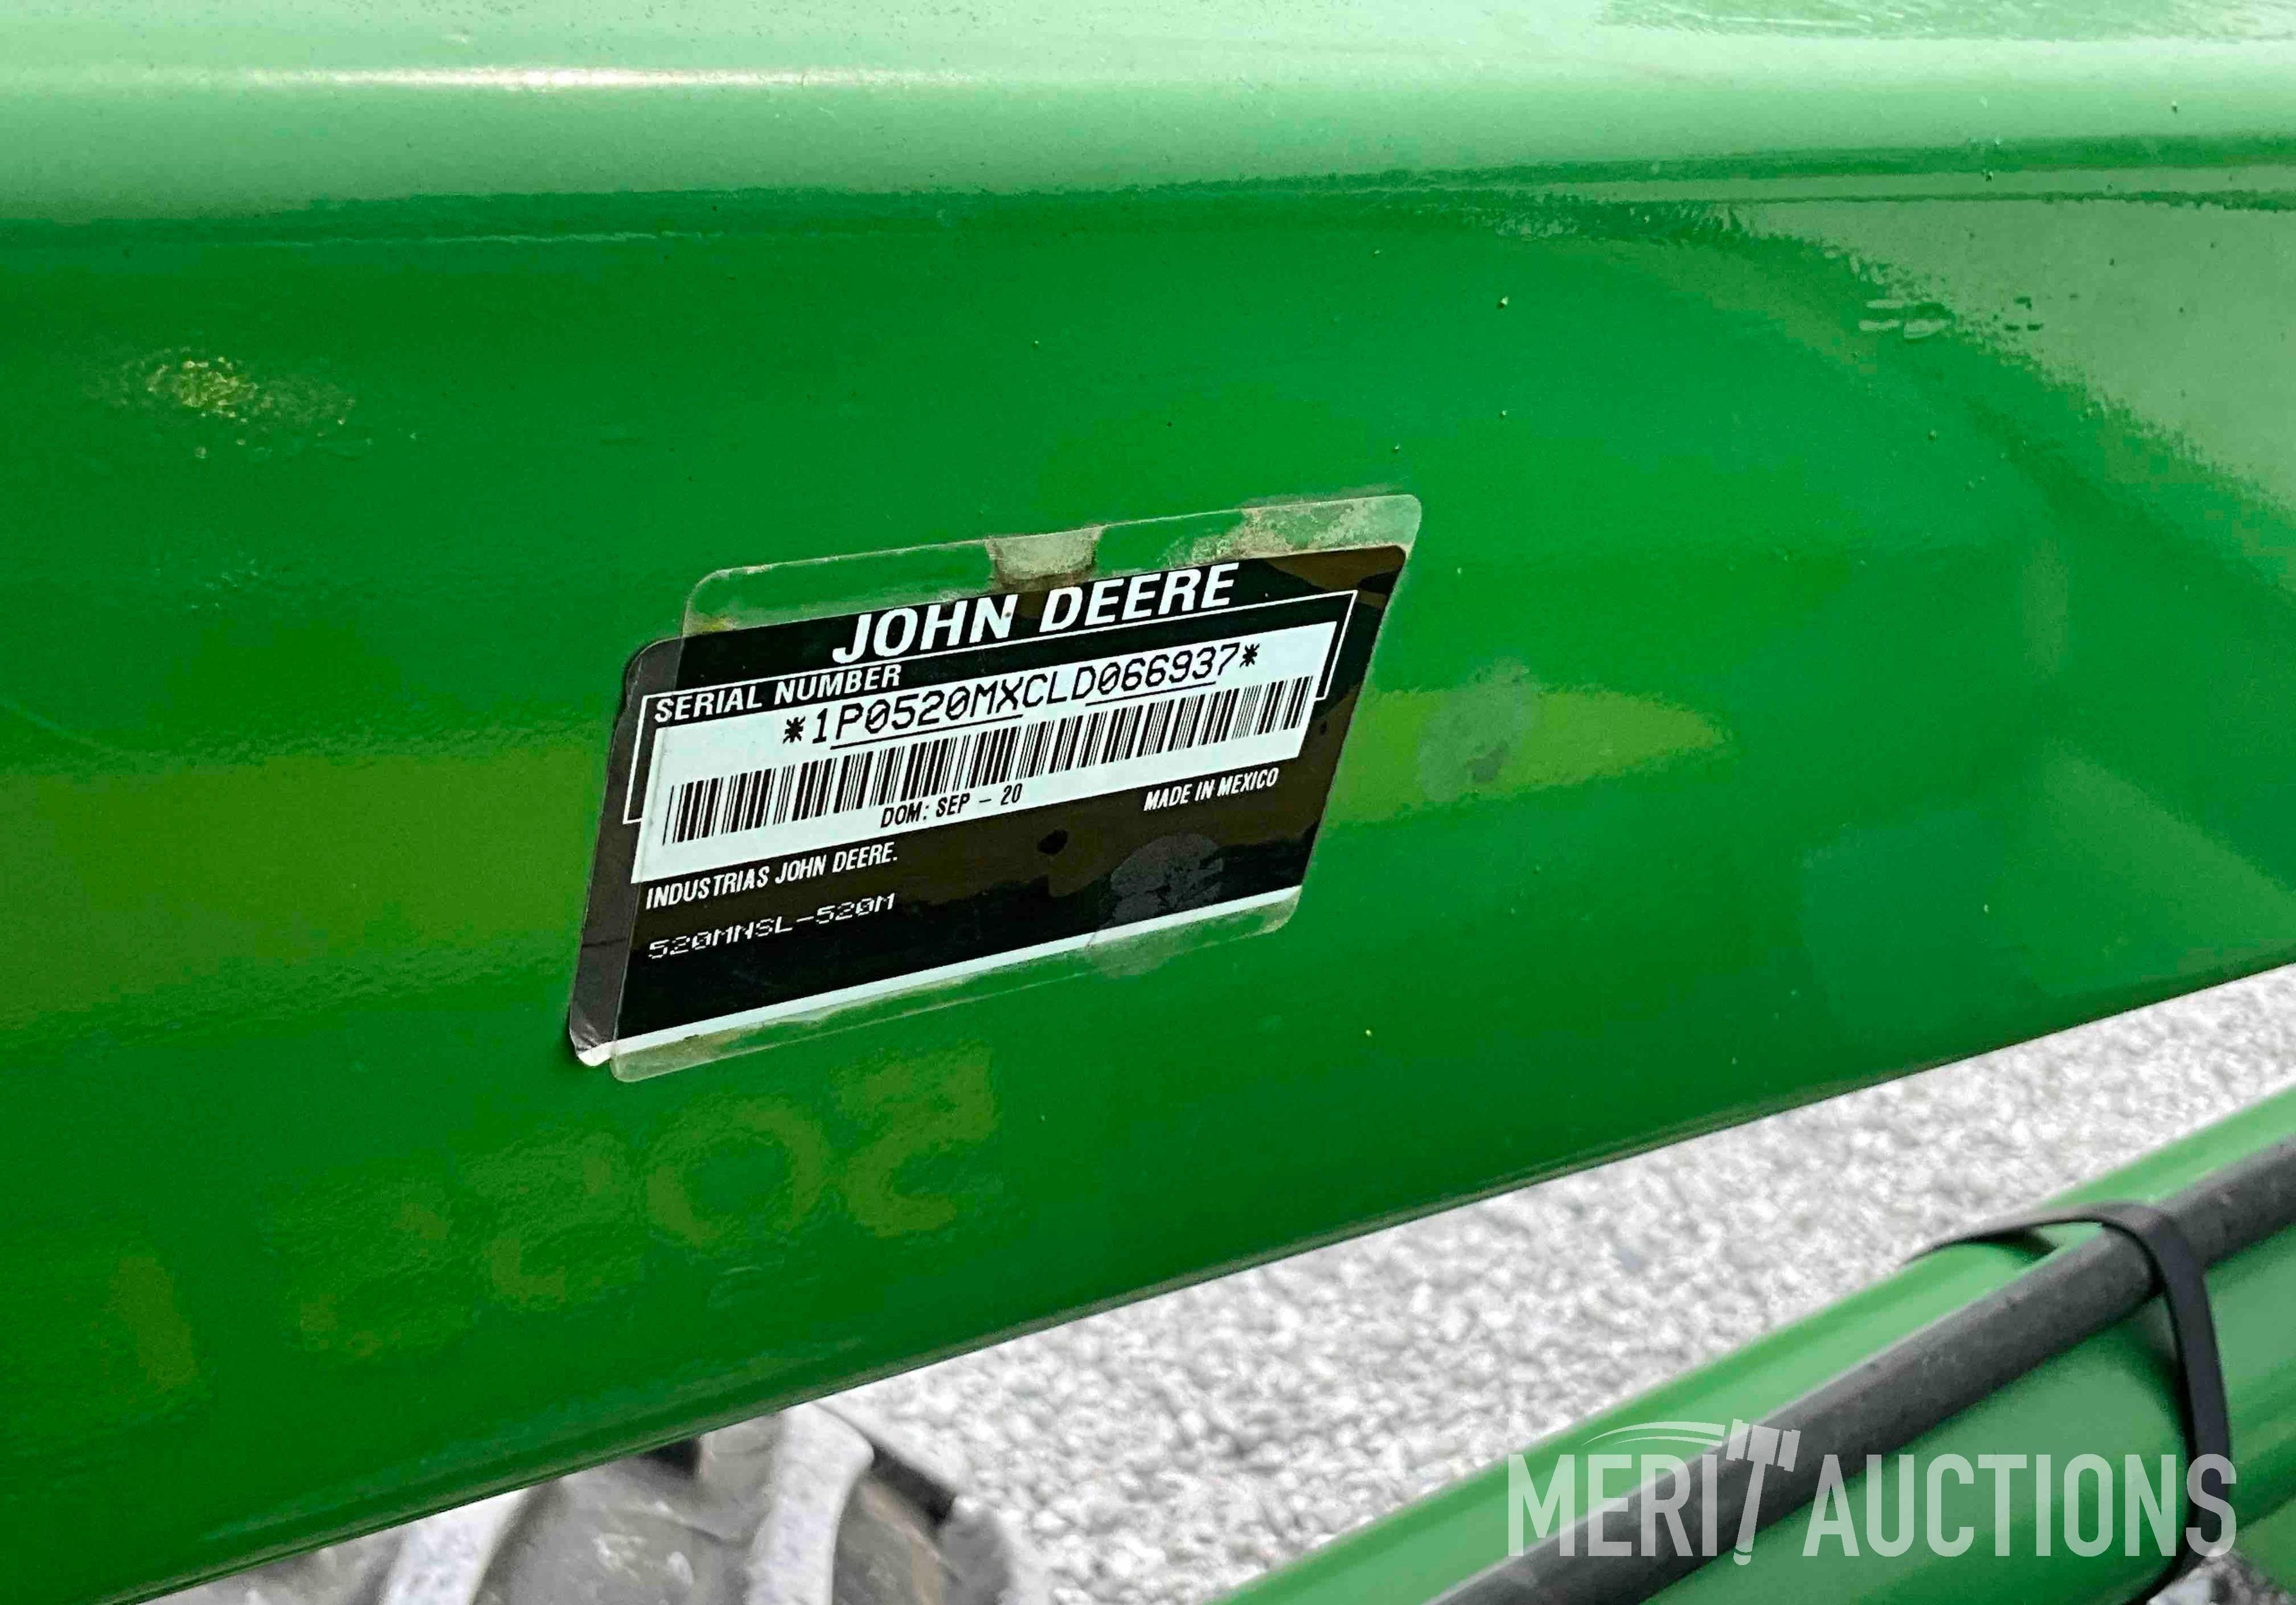 JOHN DEERE
SERIAL NUMBER
*1P0520MXCLD066937*
DOM: SEP - 20
MADE IN MEXICO
INDUSTRIAS JOHN DEERE.
520MNSL-520M
MERIT AUCTIONS